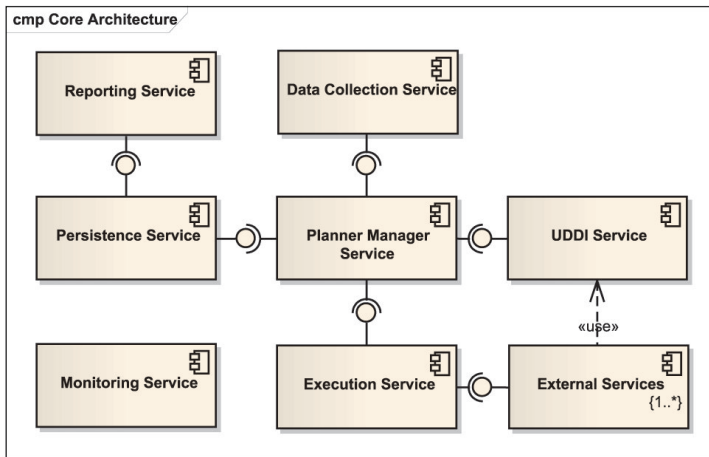 cmp Core Architecture
Reporting Service
Data Collection Service
Persistence Service
Planner Manager
Service
UDDI Service
«use»
Monitoring Service
Execution Service
External Services
{1..*}